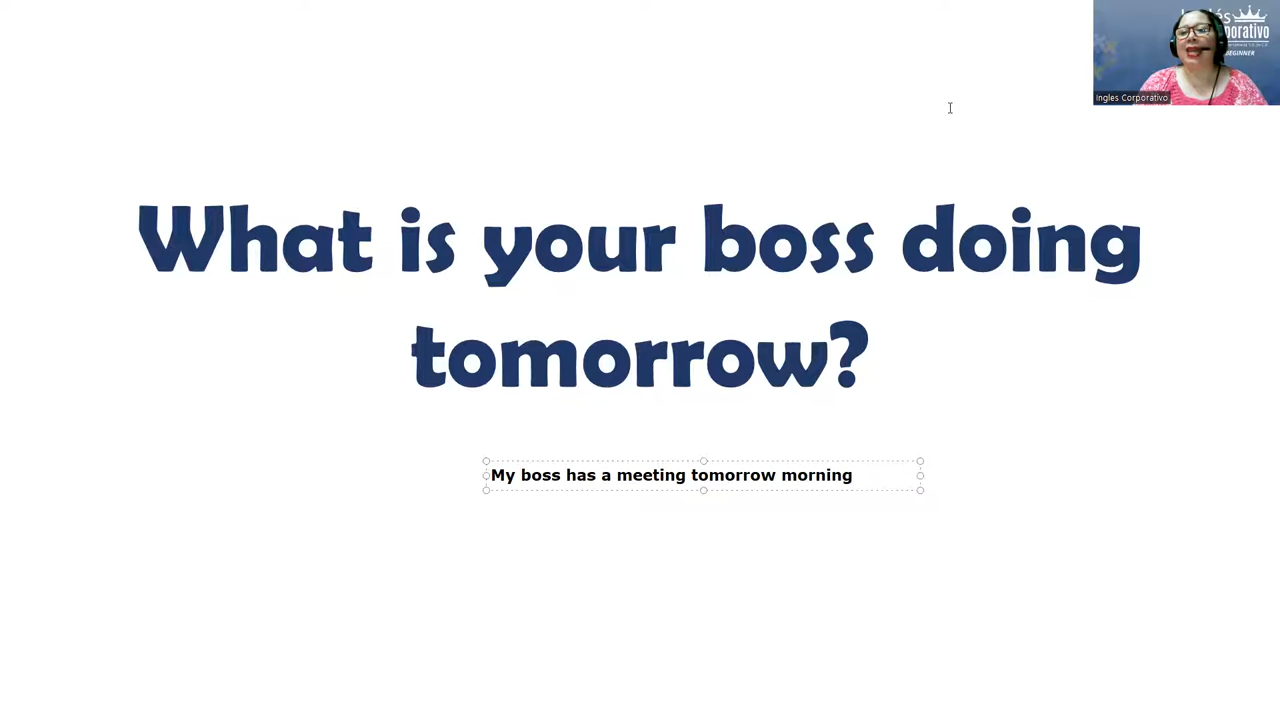 Ingles Corporativo
What is your boss doing
tomorrow?
My boss has a meeting tomorrow morning